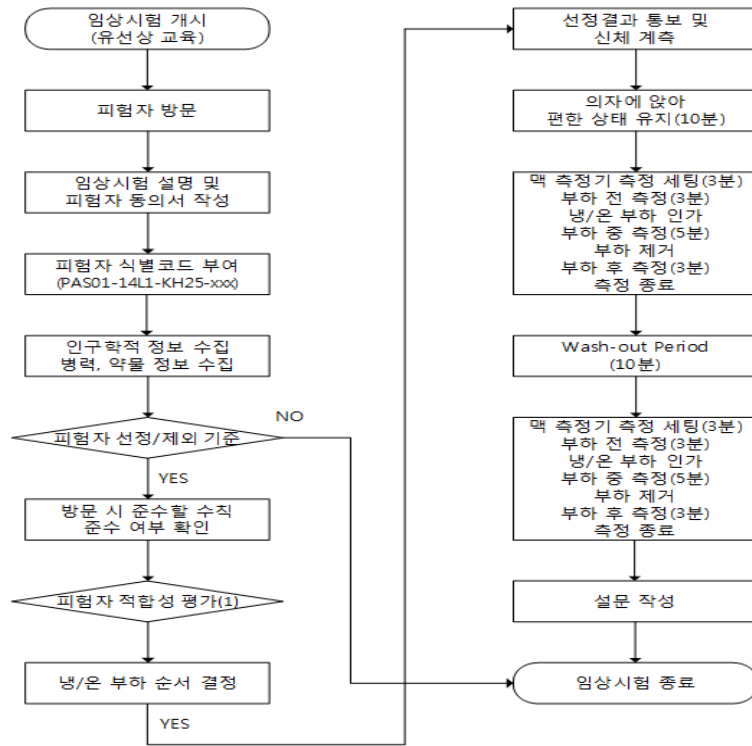 임상시험 개시
(유선상 교육)
피험자 방문
임상시험 설명 및
피험자 동의서 작성
피험자 식별코드 부여
(PAS01-14L1-KH25-xxx)
인구학적 정보 수집
병력, 약물 정보 수집
피험자 선정/제외 기준
NO
YES
방문 시 준수할 수칙
준수 여부 확인
피험자 적합성 평가(1)
냉/온 부하 순서 결정
YES
선정결과 통보 및
신체 계측
의자에 앉아
편한 상태 유지(10분)
맥 측정기 측정 세팅(3분)
부하 전 측정(3분)
냉/온 부하 인가
부하 중 측정(5분)
부하 제거
부하 후 측정(3분)
측정 종료
Wash-out Period
(10분)
맥 측정기 측정 세팅(3분)
부하 전 측정(3분)
냉/온 부하 인가
부하 중 측정(5분)
부하 제거
부하 후 측정(3분)
측정 종료
설문 작성
임상시험 종료